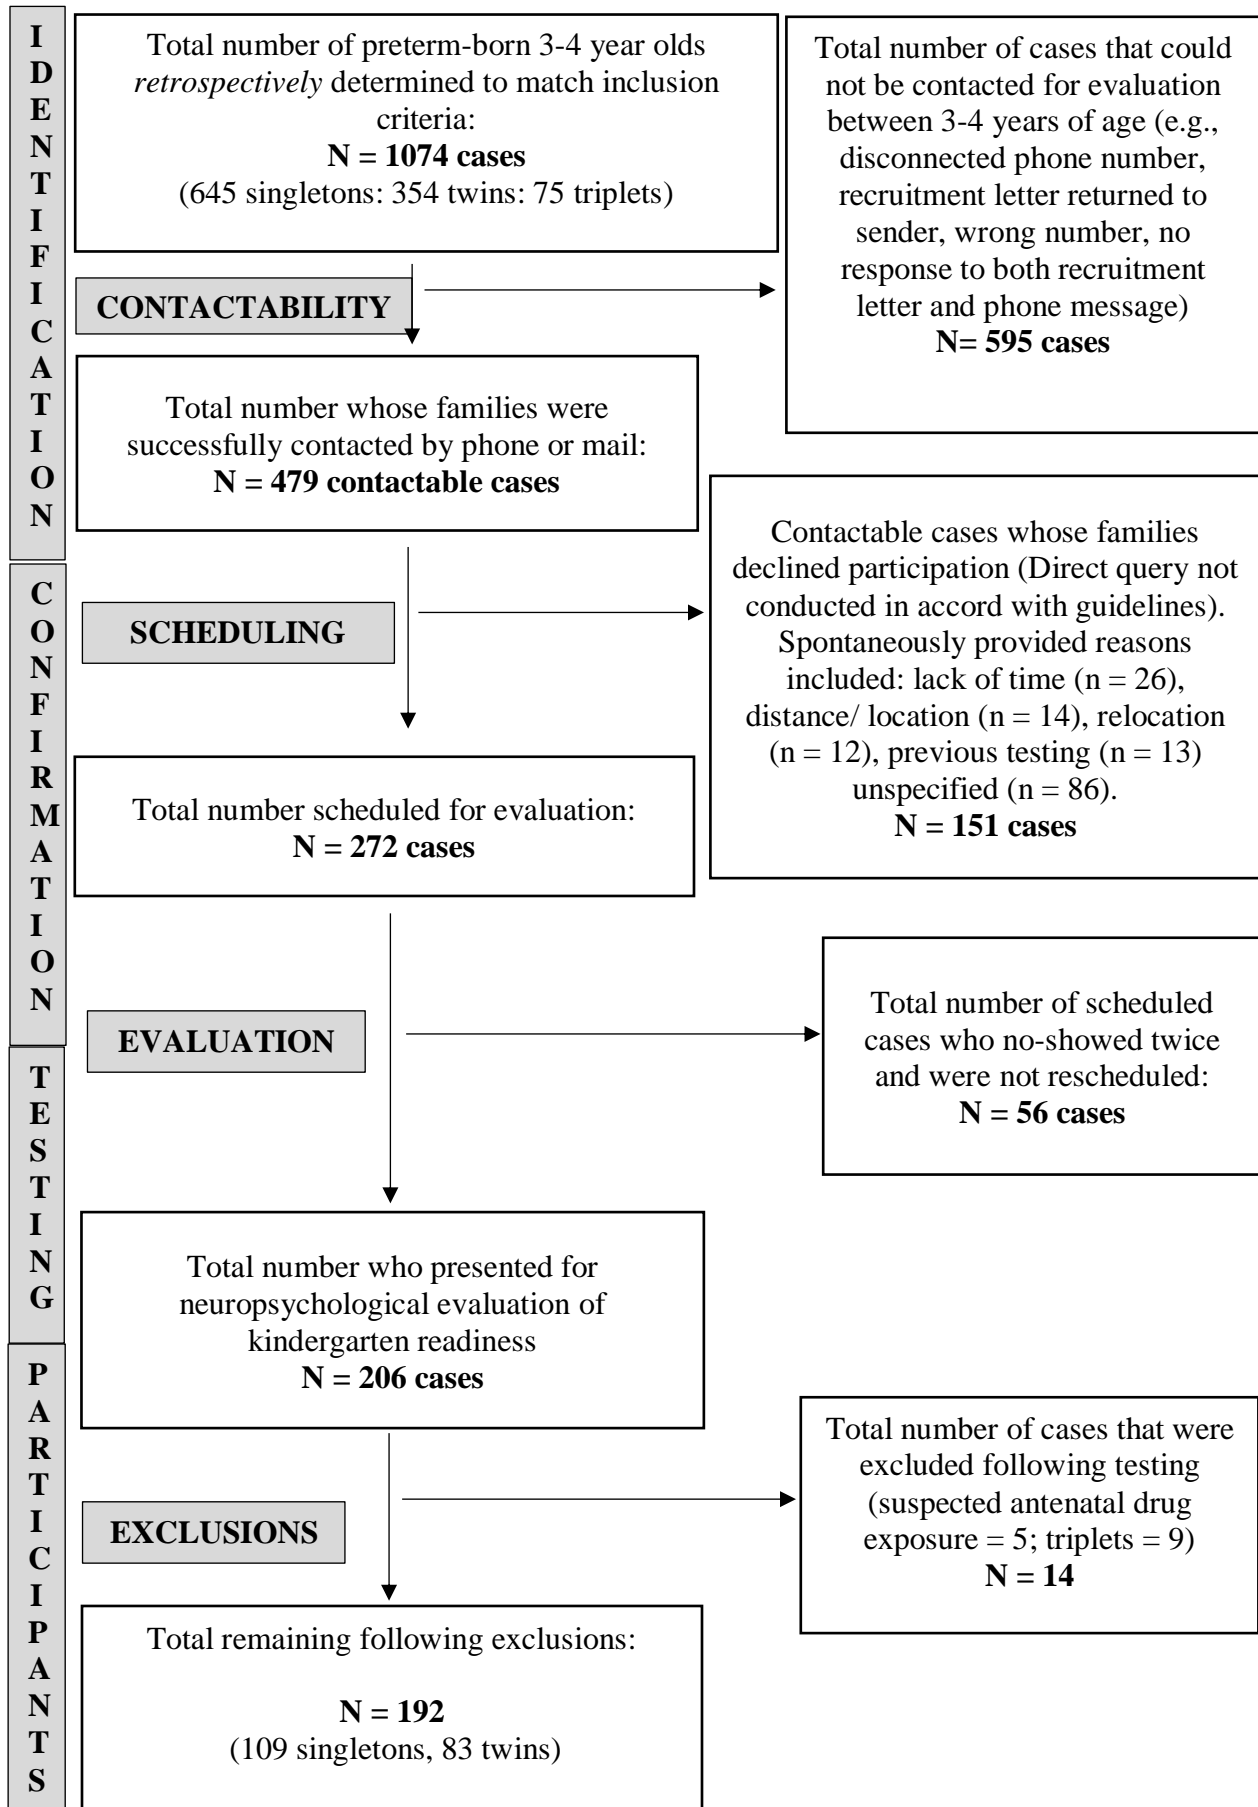 IDENTIFICATION
Total number of preterm-born 3-4 year olds
retrospectively determined to match inclusion
criteria:
N = 1074 cases
(645 singletons: 354 twins: 75 triplets)
Total number of cases that could
not be contacted for evaluation
between 3-4 years of age (e.g.,
disconnected phone number,
recruitment letter returned to
sender, wrong number, no
response to both recruitment
letter and phone message)
N= 595 cases
CONTACTABILITY
Total number whose families were
successfully contacted by phone or mail:
N = 479 contactable cases
CONFIRMATION
SCHEDULING
Contactable cases whose families
declined participation (Direct query not
conducted in accord with guidelines).
Spontaneously provided reasons
included: lack of time (n = 26),
distance/ location (n = 14), relocation
(n = 12), previous testing (n = 13)
unspecified (n = 86).
N = 151 cases
Total number scheduled for evaluation:
N = 272 cases
EVALUATION
Total number of scheduled
cases who no-showed twice
and were not rescheduled:
N = 56 cases
TESTING
Total number who presented for
neuropsychological evaluation of
kindergarten readiness
N = 206 cases
PARTICIPANTS
EXCLUSIONS
Total number of cases that were
excluded following testing
(suspected antenatal drug
exposure = 5; triplets = 9)
N = 14
Total remaining following exclusions:
N = 192
(109 singletons, 83 twins)